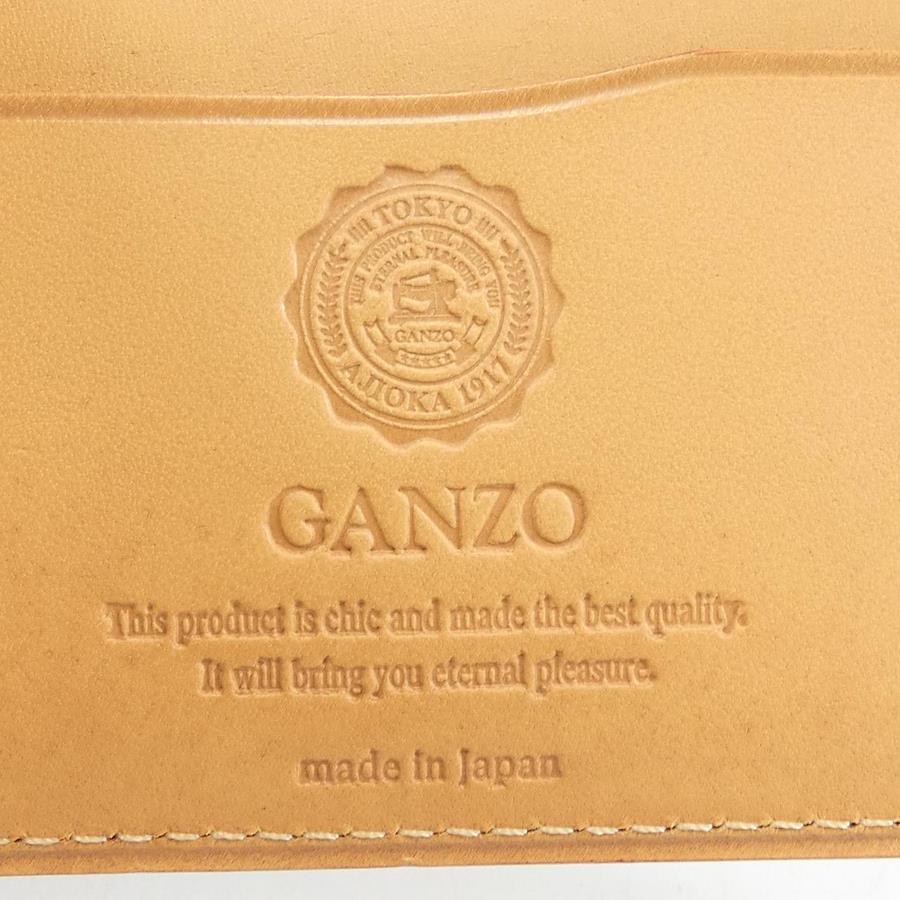 TOKYO
THIS PRODUCT WILL BRING YOU
ETERNAL PLEASURE
GANZO
AJIOKA 1917
GANZO
This product is chic and made the best quality.
It will bring you eternal pleasure.
made in Japan